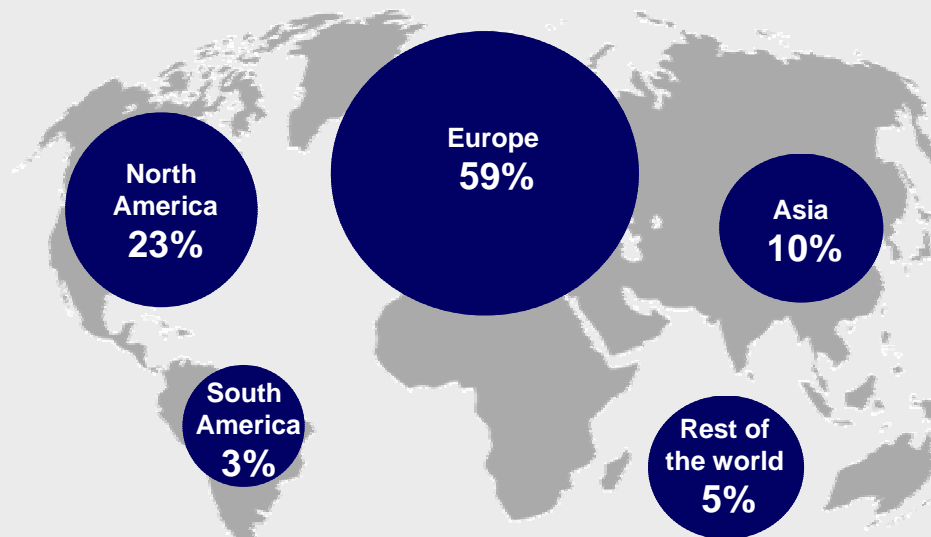 Europe
59%
North
America
23%
Asia
10%
South
America
3%
Rest of
the world
5%